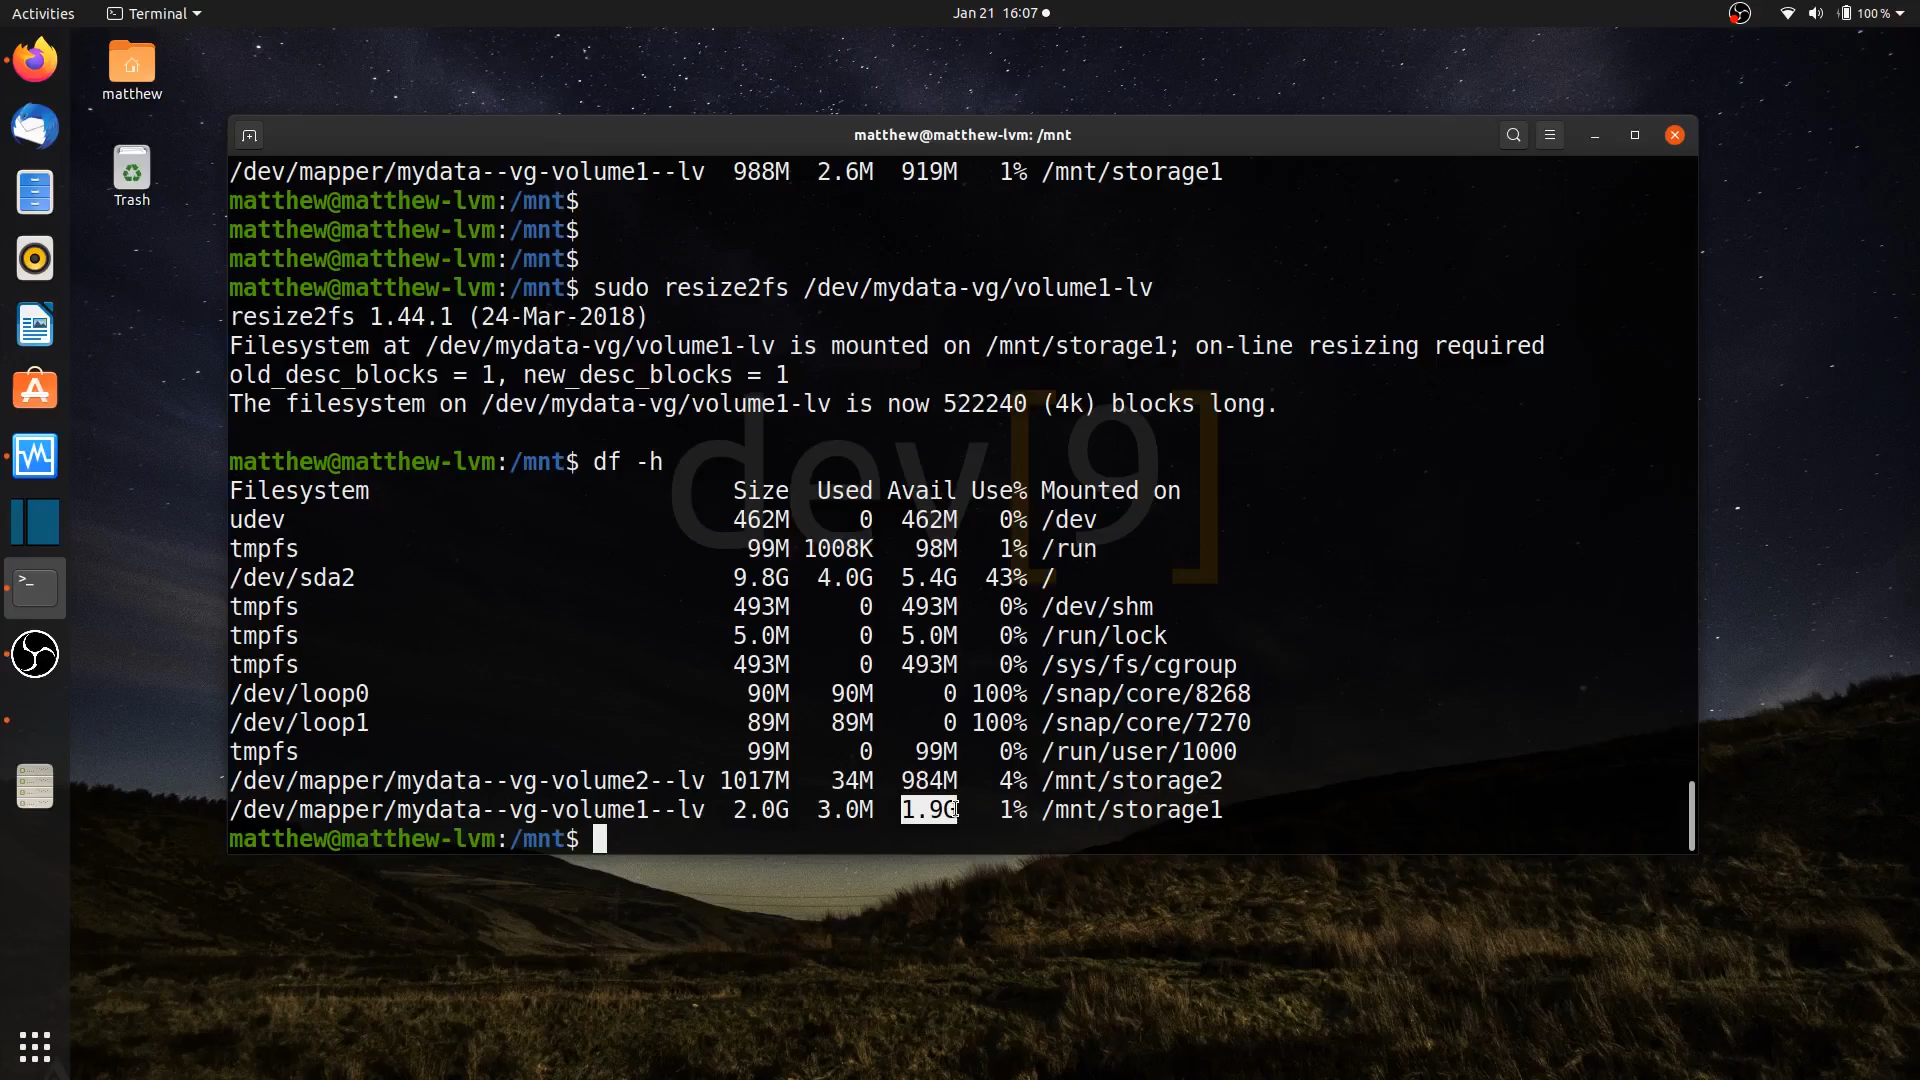 Activities Terminal Jan 21 16:07 100 %
matthew
Trash
matthew@matthew-lvm: /mnt
/dev/mapper/mydata--vg-volume1--lv 988M 2.6M 919M 1% /mnt/storage1
matthew@matthew-lvm:/mnt$
matthew@matthew-lvm:/mnt$
matthew@matthew-lvm:/mnt$
matthew@matthew-lvm:/mnt$ sudo resize2fs /dev/mydata-vg/volume1-lv
resize2fs 1.44.1 (24-Mar-2018)
Filesystem at /dev/mydata-vg/volume1-lv is mounted on /mnt/storage1; on-line resizing required
old_desc_blocks = 1, new_desc_blocks = 1
The filesystem on /dev/mydata-vg/volume1-lv is now 522240 (4k) blocks long.
matthew@matthew-lvm:/mnt$ df -h
Filesystem Size Used Avail Use% Mounted on
udev 462M 0 462M 0% /dev
tmpfs 99M 1008K 98M 1% /run
/dev/sda2 9.8G 4.0G 5.4G 43% /
tmpfs 493M 0 493M 0% /dev/shm
tmpfs 5.0M 0 5.0M 0% /run/lock
tmpfs 493M 0 493M 0% /sys/fs/cgroup
/dev/loop0 90M 90M 0 100% /snap/core/8268
/dev/loop1 89M 89M 0 100% /snap/core/7270
tmpfs 99M 0 99M 0% /run/user/1000
/dev/mapper/mydata--vg-volume2--lv 1017M 34M 984M 4% /mnt/storage2
/dev/mapper/mydata--vg-volume1--lv 2.0G 3.0M 1.9G 1% /mnt/storage1
matthew@matthew-lvm:/mnt$
dev[9]